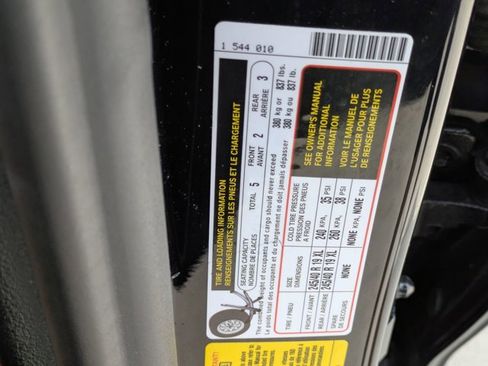 1 544 010
TIRE AND LOADING INFORMATION
RENSEIGNEMENTS SUR LES PNEUS ET LE CHARGEMENT
SEATING CAPACITY
NOMBRE DE PLACES
TOTAL 5
FRONT
AVANT 2
REAR
ARRIÈRE 3
The combined weight of occupants and cargo should never exceed 380 kg or 837 lbs.
Le poids total des occupants et du chargement ne doit jamais dépasser 380 kg ou 837 lb.
TIRE / PNEU
SIZE
DIMENSIONS
COLD TIRE PRESSURE
PRESSION DES PNEUS
A FROID
FRONT / AVANT 245/40 R 19 XL 240 KPA, 35 PSI
REAR / ARRIÈRE 245/40 R 19 XL 260 KPA, 38 PSI
SPARE
DE SECOURS
NONE NONE KPA, NONE PSI
SEE OWNER'S MANUAL
FOR ADDITIONAL
INFORMATION
VOIR LE MANUEL DE
L'USAGER POUR PLUS
DE RENSEIGNEMENTS